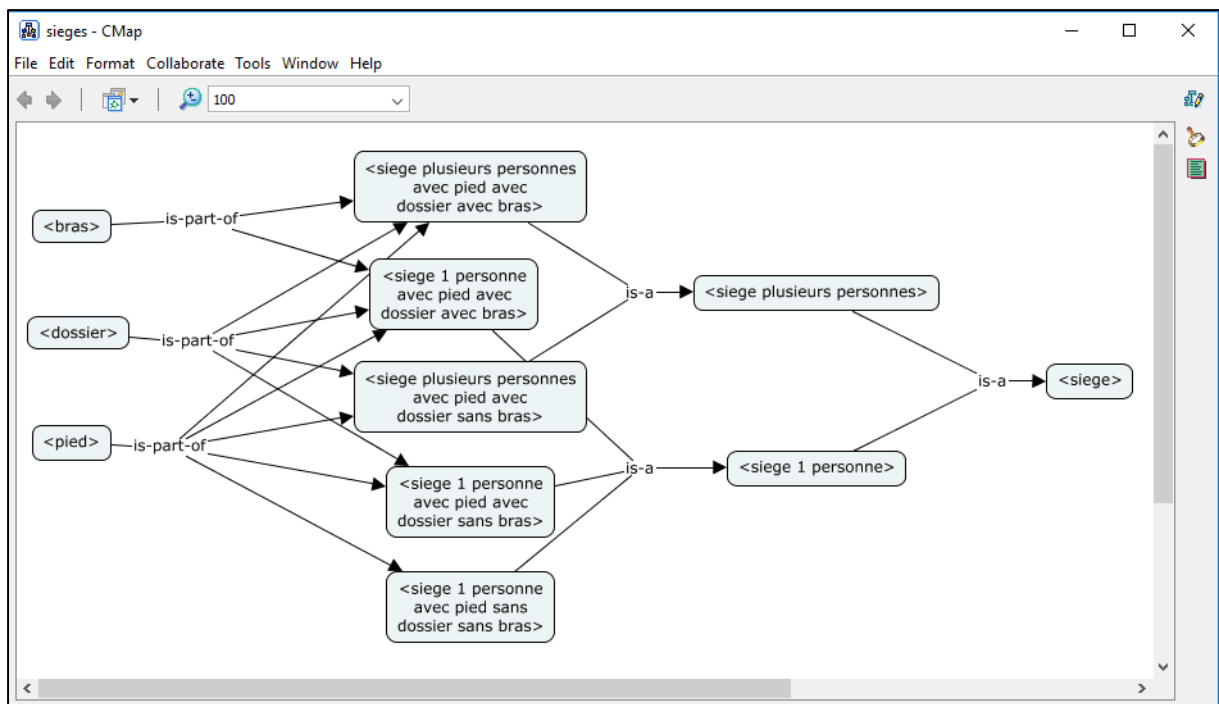 sieges - CMap
File Edit Format Collaborate Tools Window Help
100
<siege plusieurs personnes
avec pied avec
dossier avec bras>
<bras>
is-part-of
<siege 1 personne
avec pied avec
dossier avec bras>
is-a
<siege plusieurs personnes>
<dossier>
is-part-of
<siege plusieurs personnes
avec pied avec
dossier sans bras>
is-a
<siege>
<pied>
is-part-of
is-a
<siege 1 personne>
<siege 1 personne
avec pied avec
dossier sans bras>
<siege 1 personne
avec pied sans
dossier sans bras>